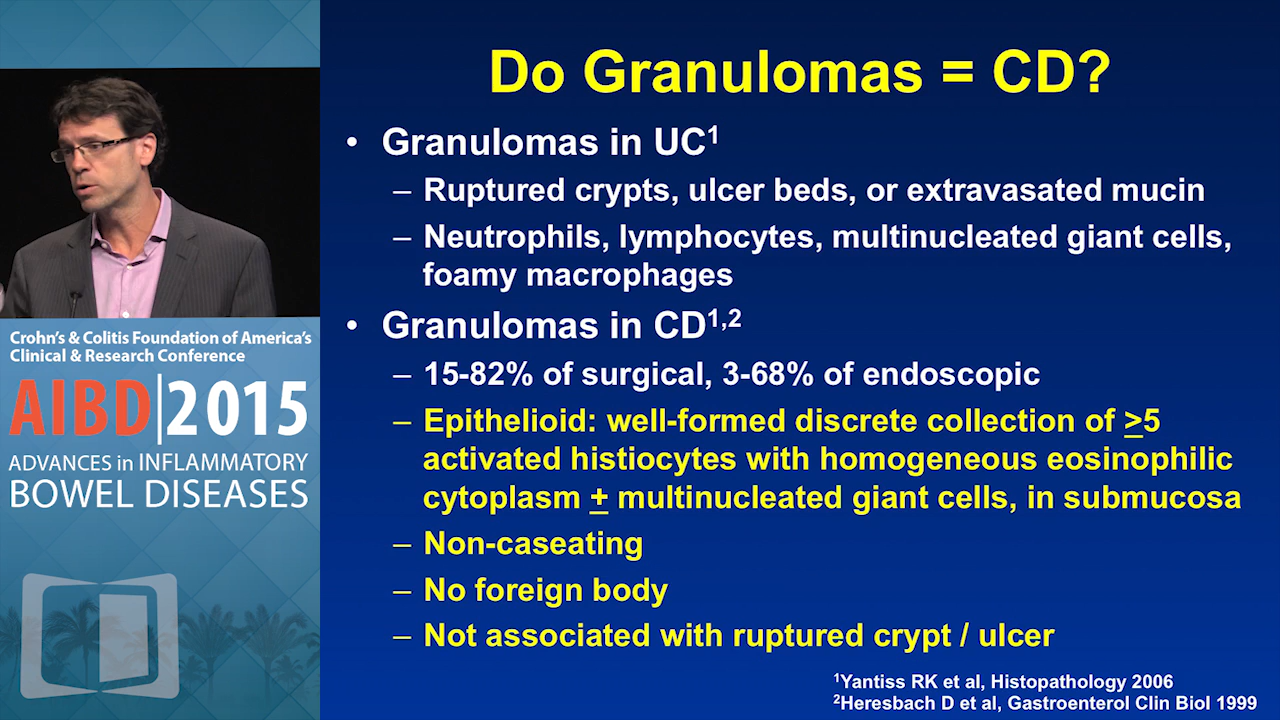 Do Granulomas = CD?
• Granulomas in UC1
– Ruptured crypts, ulcer beds, or extravasated mucin
– Neutrophils, lymphocytes, multinucleated giant cells,
foamy macrophages
• Granulomas in CD1,2
– 15-82% of surgical, 3-68% of endoscopic
– Epithelioid: well-formed discrete collection of >5
activated histiocytes with homogeneous eosinophilic
cytoplasm + multinucleated giant cells, in submucosa
– Non-caseating
– No foreign body
– Not associated with ruptured crypt / ulcer
1Yantiss RK et al, Histopathology 2006
2Heresbach D et al, Gastroenterol Clin Biol 1999
Crohn's & Colitis Foundation of America's
Clinical & Research Conference
AIBD|2015
ADVANCES in INFLAMMATORY
BOWEL DISEASES